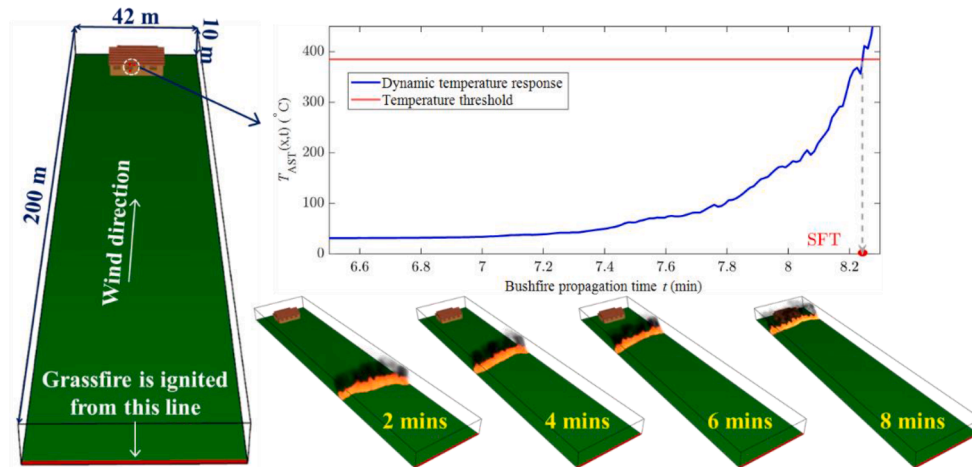 42 m
10 m
200 m
Wind direction
Grassfire is ignited
from this line
Dynamic temperature response
Temperature threshold
T_AST(x,t) (°C)
400
300
200
100
0
SFT
6.6 6.8 7 7.2 7.4 7.6 7.8 8 8.2
Bushfire propagation time t (min)
2 mins
4 mins
6 mins
8 mins